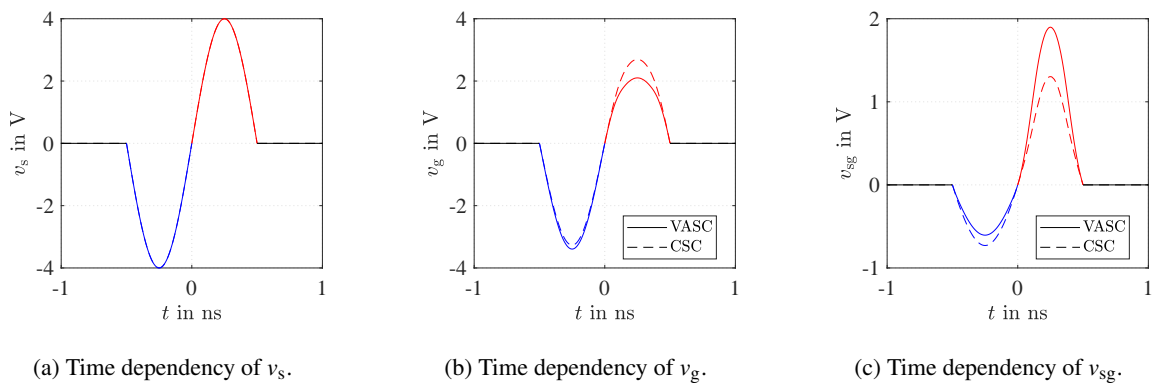 4
2
0
-2
-4
-1
0
1
v_s in V
t in ns
(a) Time dependency of v_s.
4
2
0
-2
-4
-1
0
1
v_g in V
VASC
CSC
t in ns
(b) Time dependency of v_g.
2
1
0
-1
-1
0
1
v_sg in V
VASC
CSC
t in ns
(c) Time dependency of v_sg.